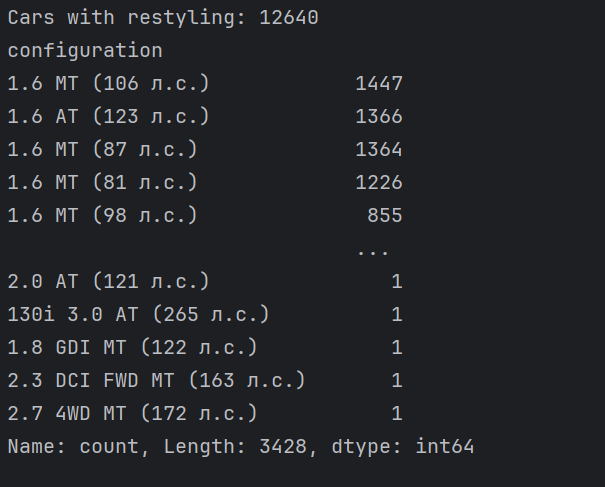 Cars with restyling: 12640
configuration
1.6 MT (106 л.с.)            1447
1.6 AT (123 л.с.)            1366
1.6 MT (87 л.с.)             1364
1.6 MT (81 л.с.)             1226
1.6 MT (98 л.с.)              855
                             ...
2.0 AT (121 л.с.)               1
130i 3.0 AT (265 л.с.)          1
1.8 GDI MT (122 л.с.)           1
2.3 DCI FWD MT (163 л.с.)       1
2.7 4WD MT (172 л.с.)           1
Name: count, Length: 3428, dtype: int64